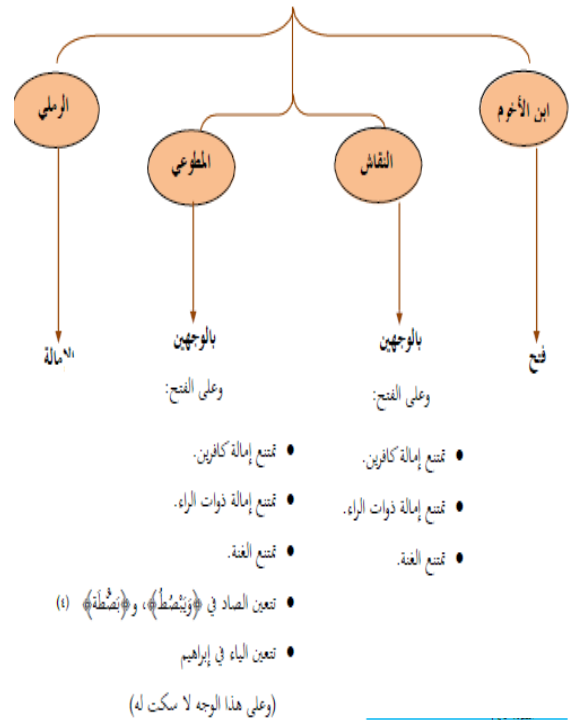 ابن الأخرم
النقاش
المطوعي
الرملي
فتح
بالوجهين
وعلى الفتح:
• تمتنع إمالة كافرين.
• تمتنع إمالة ذوات الراء.
• تمتنع الغنة.
بالوجهين
وعلى الفتح:
• تمتنع إمالة كافرين.
• تمتنع إمالة ذوات الراء.
• تمتنع الغنة.
• تتعين الصاد في ﴿وَيَبْصُطُ﴾، و﴿بَصْطَةً﴾ (٤)
• تتعين الياء في إبراهيم
(وعلى هذا الوجه لا سكت له)
الامالة